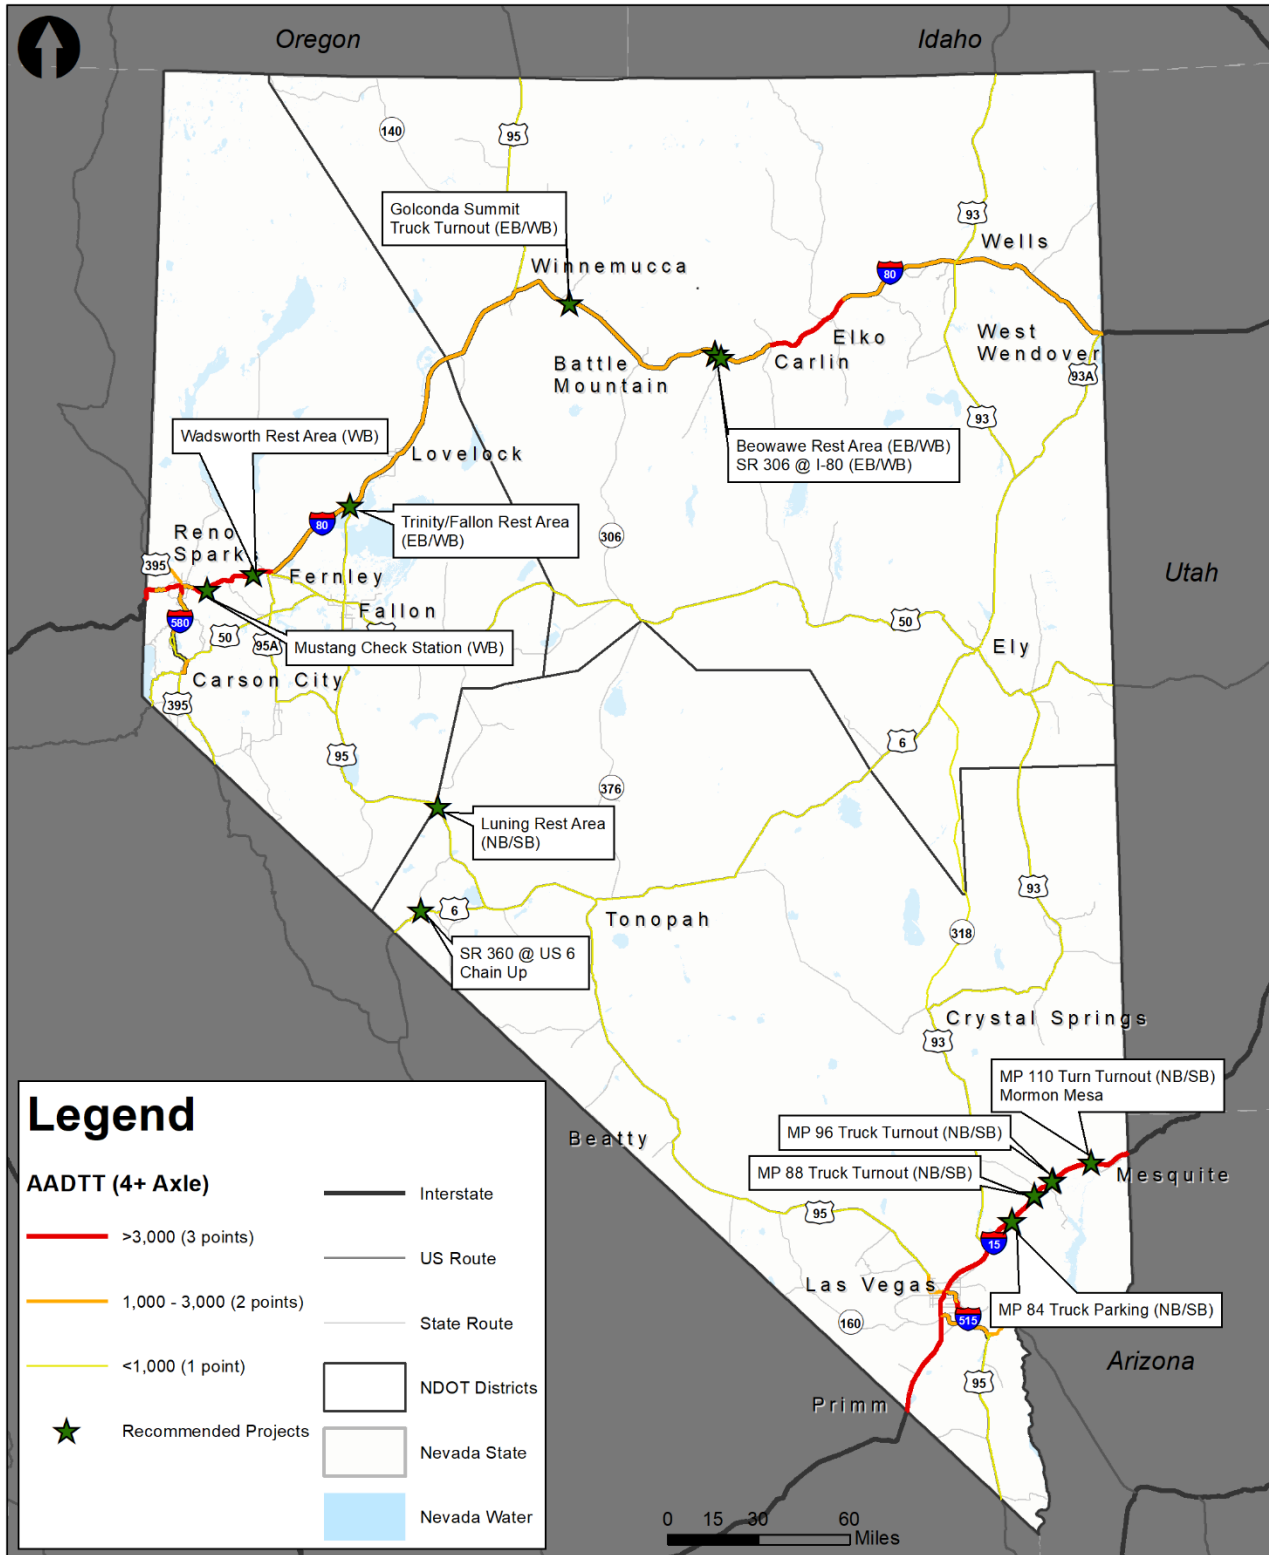 Oregon
Idaho
140
95
Golconda Summit
Truck Turnout (EB/WB)
93
Wells
80
Winnemucca
Elko
West
Wendover
Carlin
Battle
Mountain
93A
93
Wadsworth Rest Area (WB)
Beowawe Rest Area (EB/WB)
SR 306 @ I-80 (EB/WB)
Lovelock
Trinity/Fallon Rest Area
(EB/WB)
80
306
Reno
Sparks
395
Fernley
Utah
Fallon
580
50
95A
50
Mustang Check Station (WB)
Ely
Carson City
395
6
95
376
Luning Rest Area
(NB/SB)
93
6
Tonopah
318
SR 360 @ US 6
Chain Up
Crystal Springs
93
MP 110 Turn Turnout (NB/SB)
Mormon Mesa
MP 96 Truck Turnout (NB/SB)
Beatty
MP 88 Truck Turnout (NB/SB)
Mesquite
95
15
Las Vegas
MP 84 Truck Parking (NB/SB)
515
160
Arizona
95
Primm
Legend
AADTT (4+ Axle)
>3,000 (3 points)
1,000 - 3,000 (2 points)
<1,000 (1 point)
Recommended Projects
Interstate
US Route
State Route
NDOT Districts
Nevada State
Nevada Water
0 15 30 60
Miles